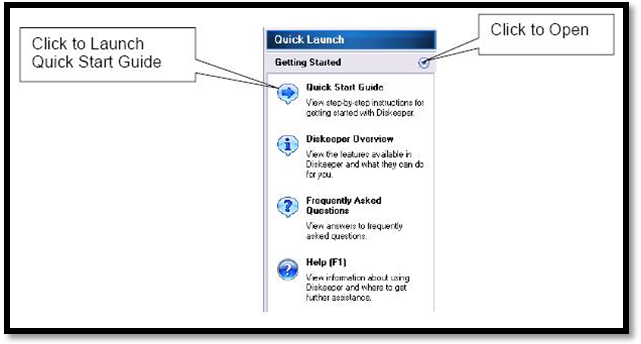 Click to Launch
Quick Start Guide
Click to Open
Quick Launch
Getting Started
Quick Start Guide
View step-by-step instructions for
getting started with Diskeeper.
Diskeeper Overview
View the features available in
Diskeeper and what they can do
for you.
Frequently Asked
Questions
View answers to frequently
asked questions.
Help (F1)
View information about using
Diskeeper and where to get
further assistance.